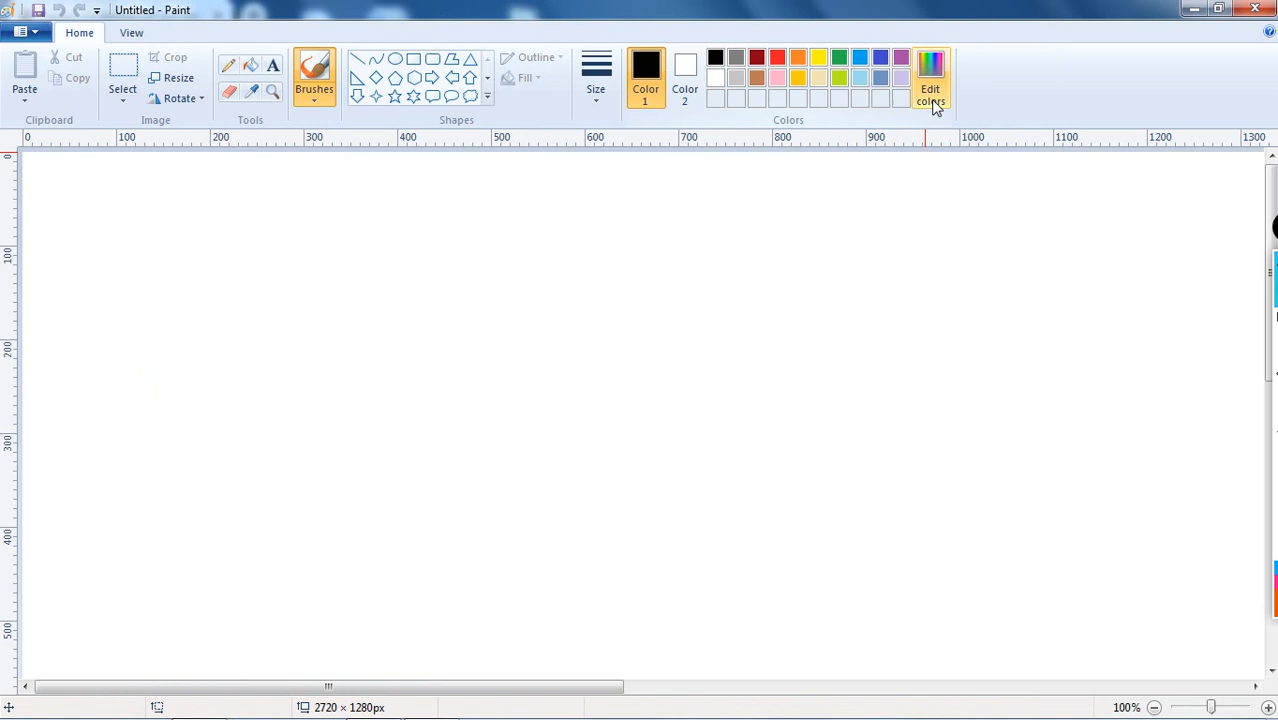 Untitled - Paint
Home View
Paste
Cut
Copy
Clipboard
Select
Crop
Resize
Rotate
Image
A
Tools
Brushes
Outline
Fill
Shapes
Size
Color 1
Color 2
Edit colors
Colors
0 100 200 300 400 500 600 700 800 900 1000 1100 1200 1300
0
100
200
300
400
500
2720 × 1280px
100%